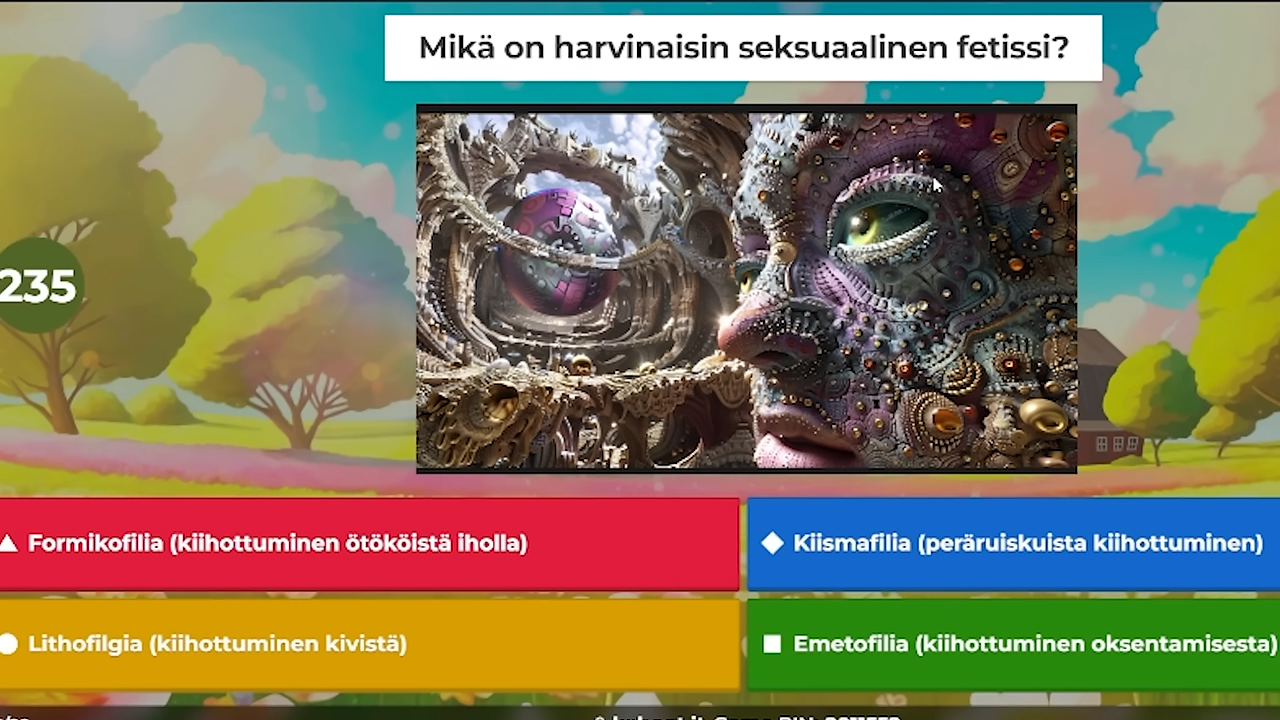 Mikä on harvinaisin seksuaalinen fetissi?
235
Formikofilia (kiihottuminen ötököistä iholla)
Kiismafilia (peräruiskuista kiihottuminen)
Lithofilgia (kiihottuminen kivistä)
Emetofilia (kiihottuminen oksentamisesta)